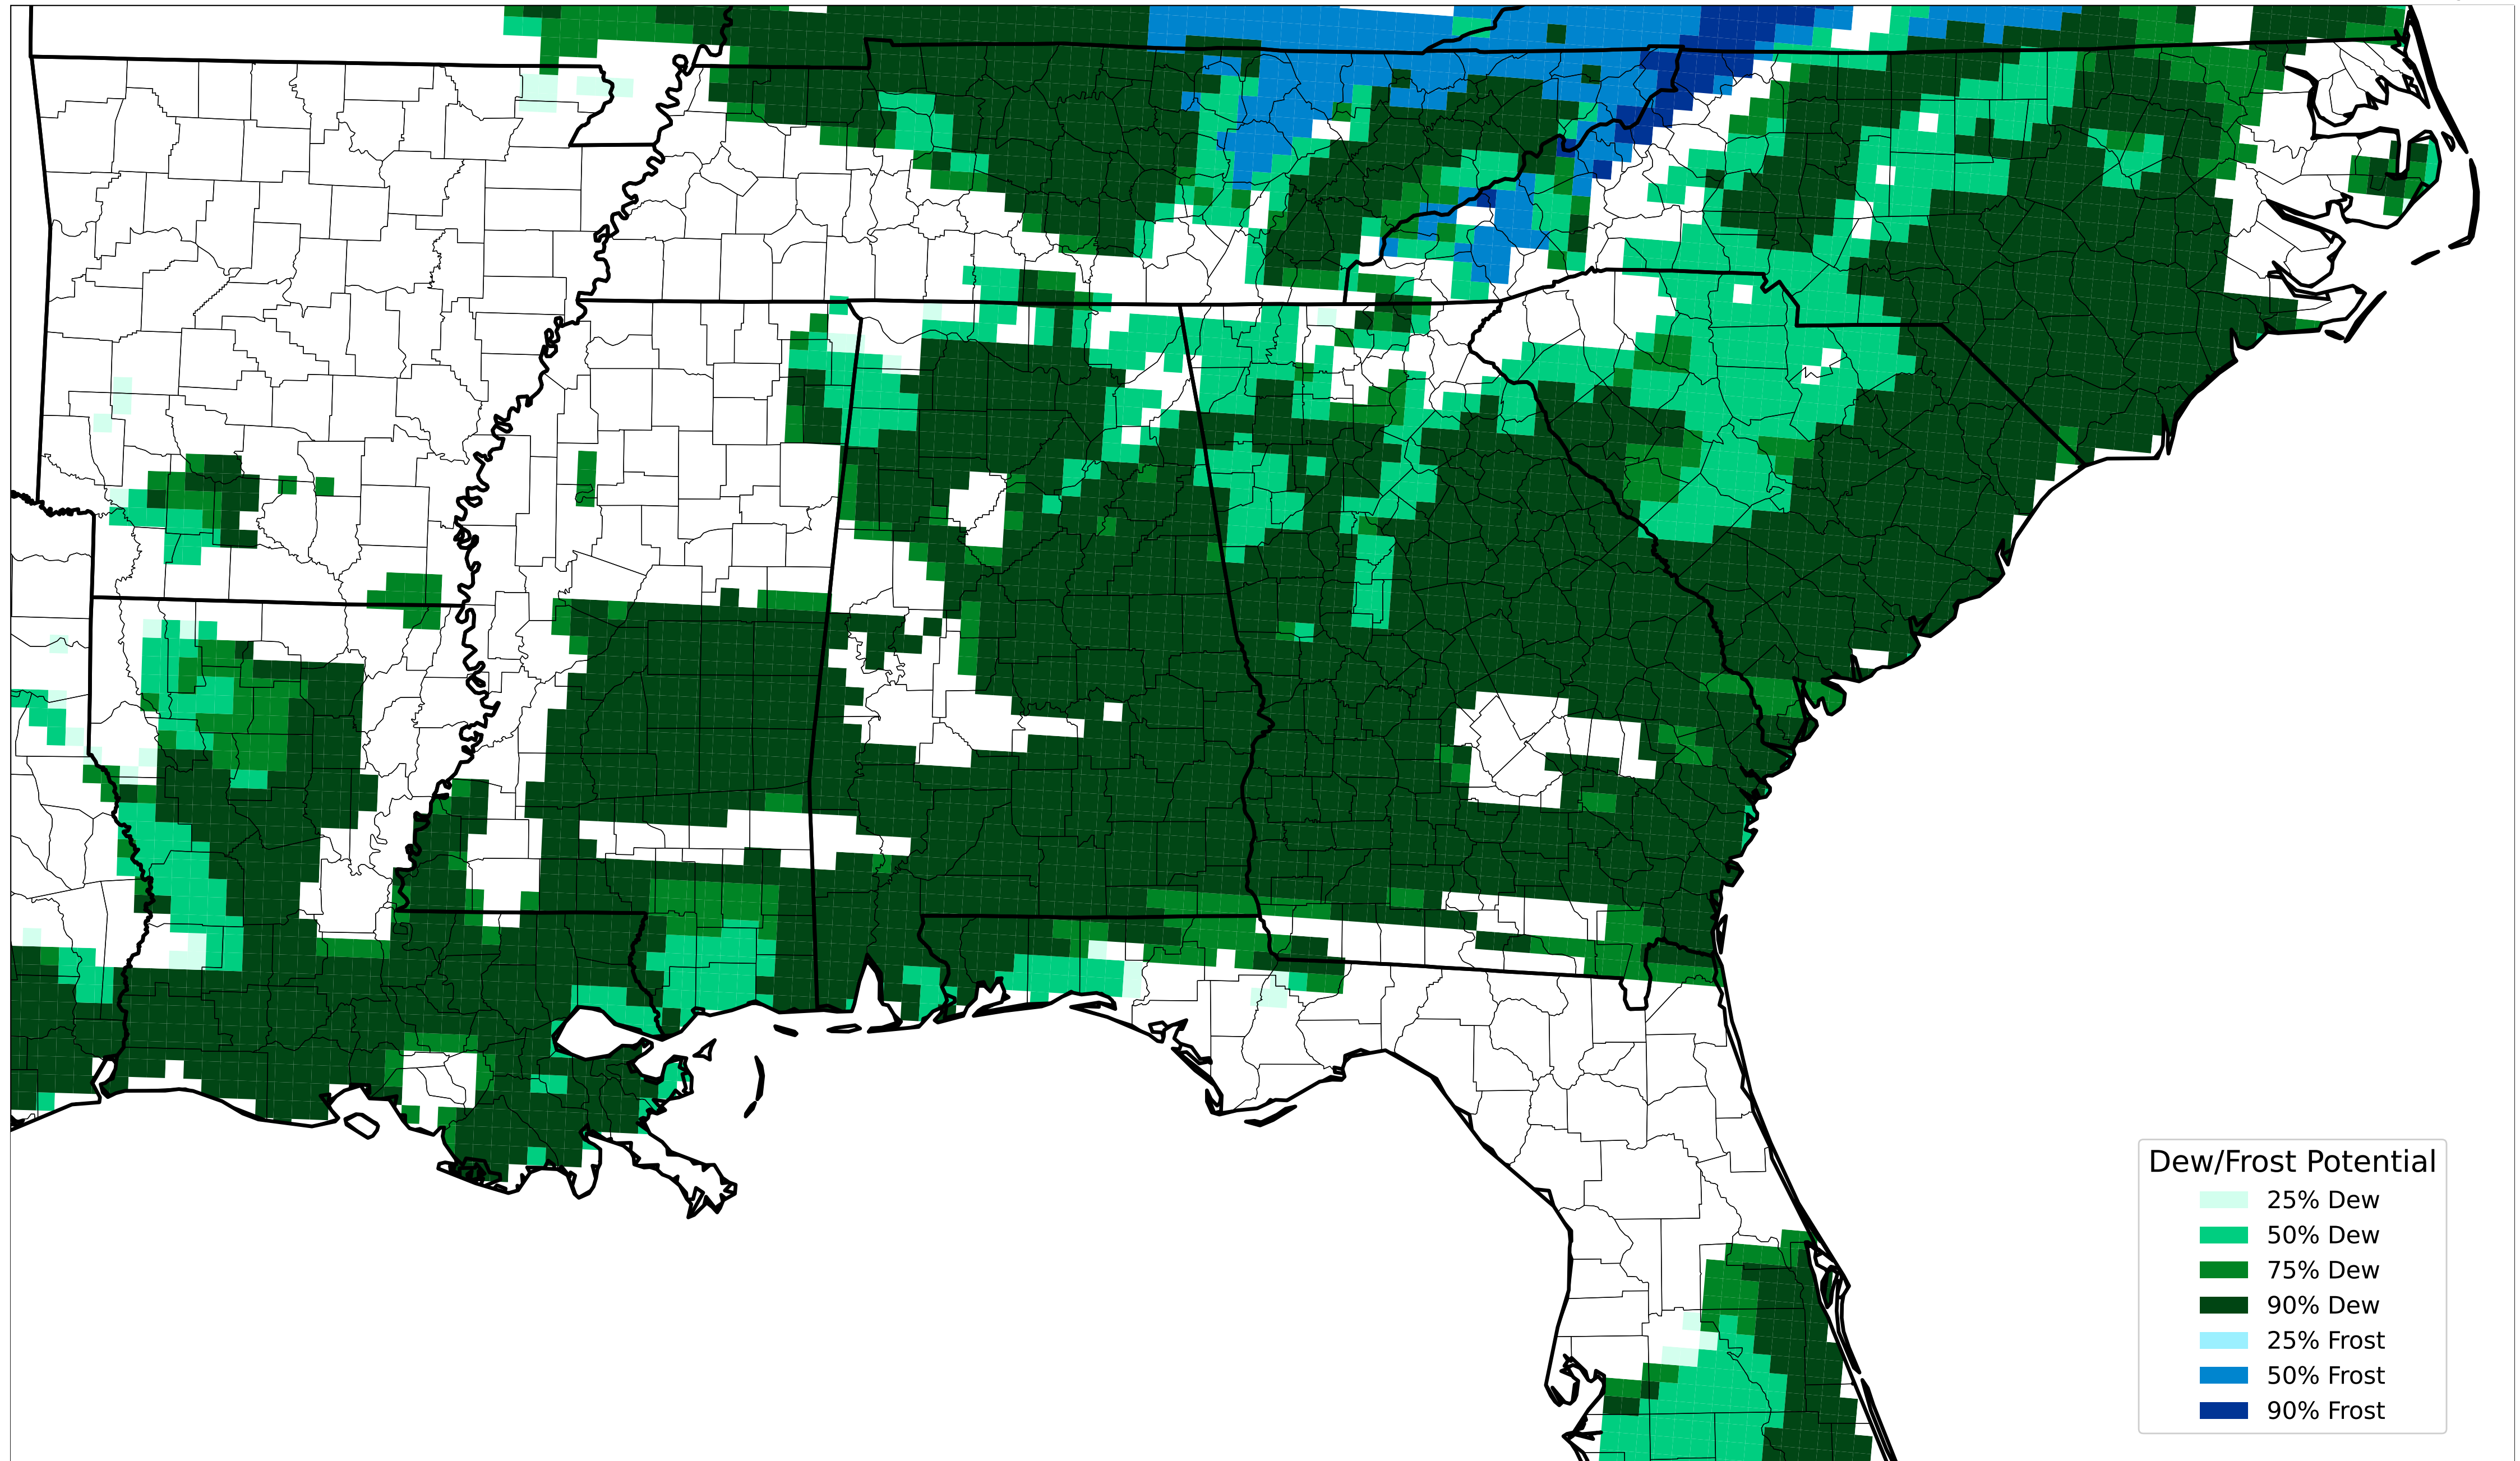 Dew/Frost Potential
25% Dew
50% Dew
75% Dew
90% Dew
25% Frost
50% Frost
90% Frost